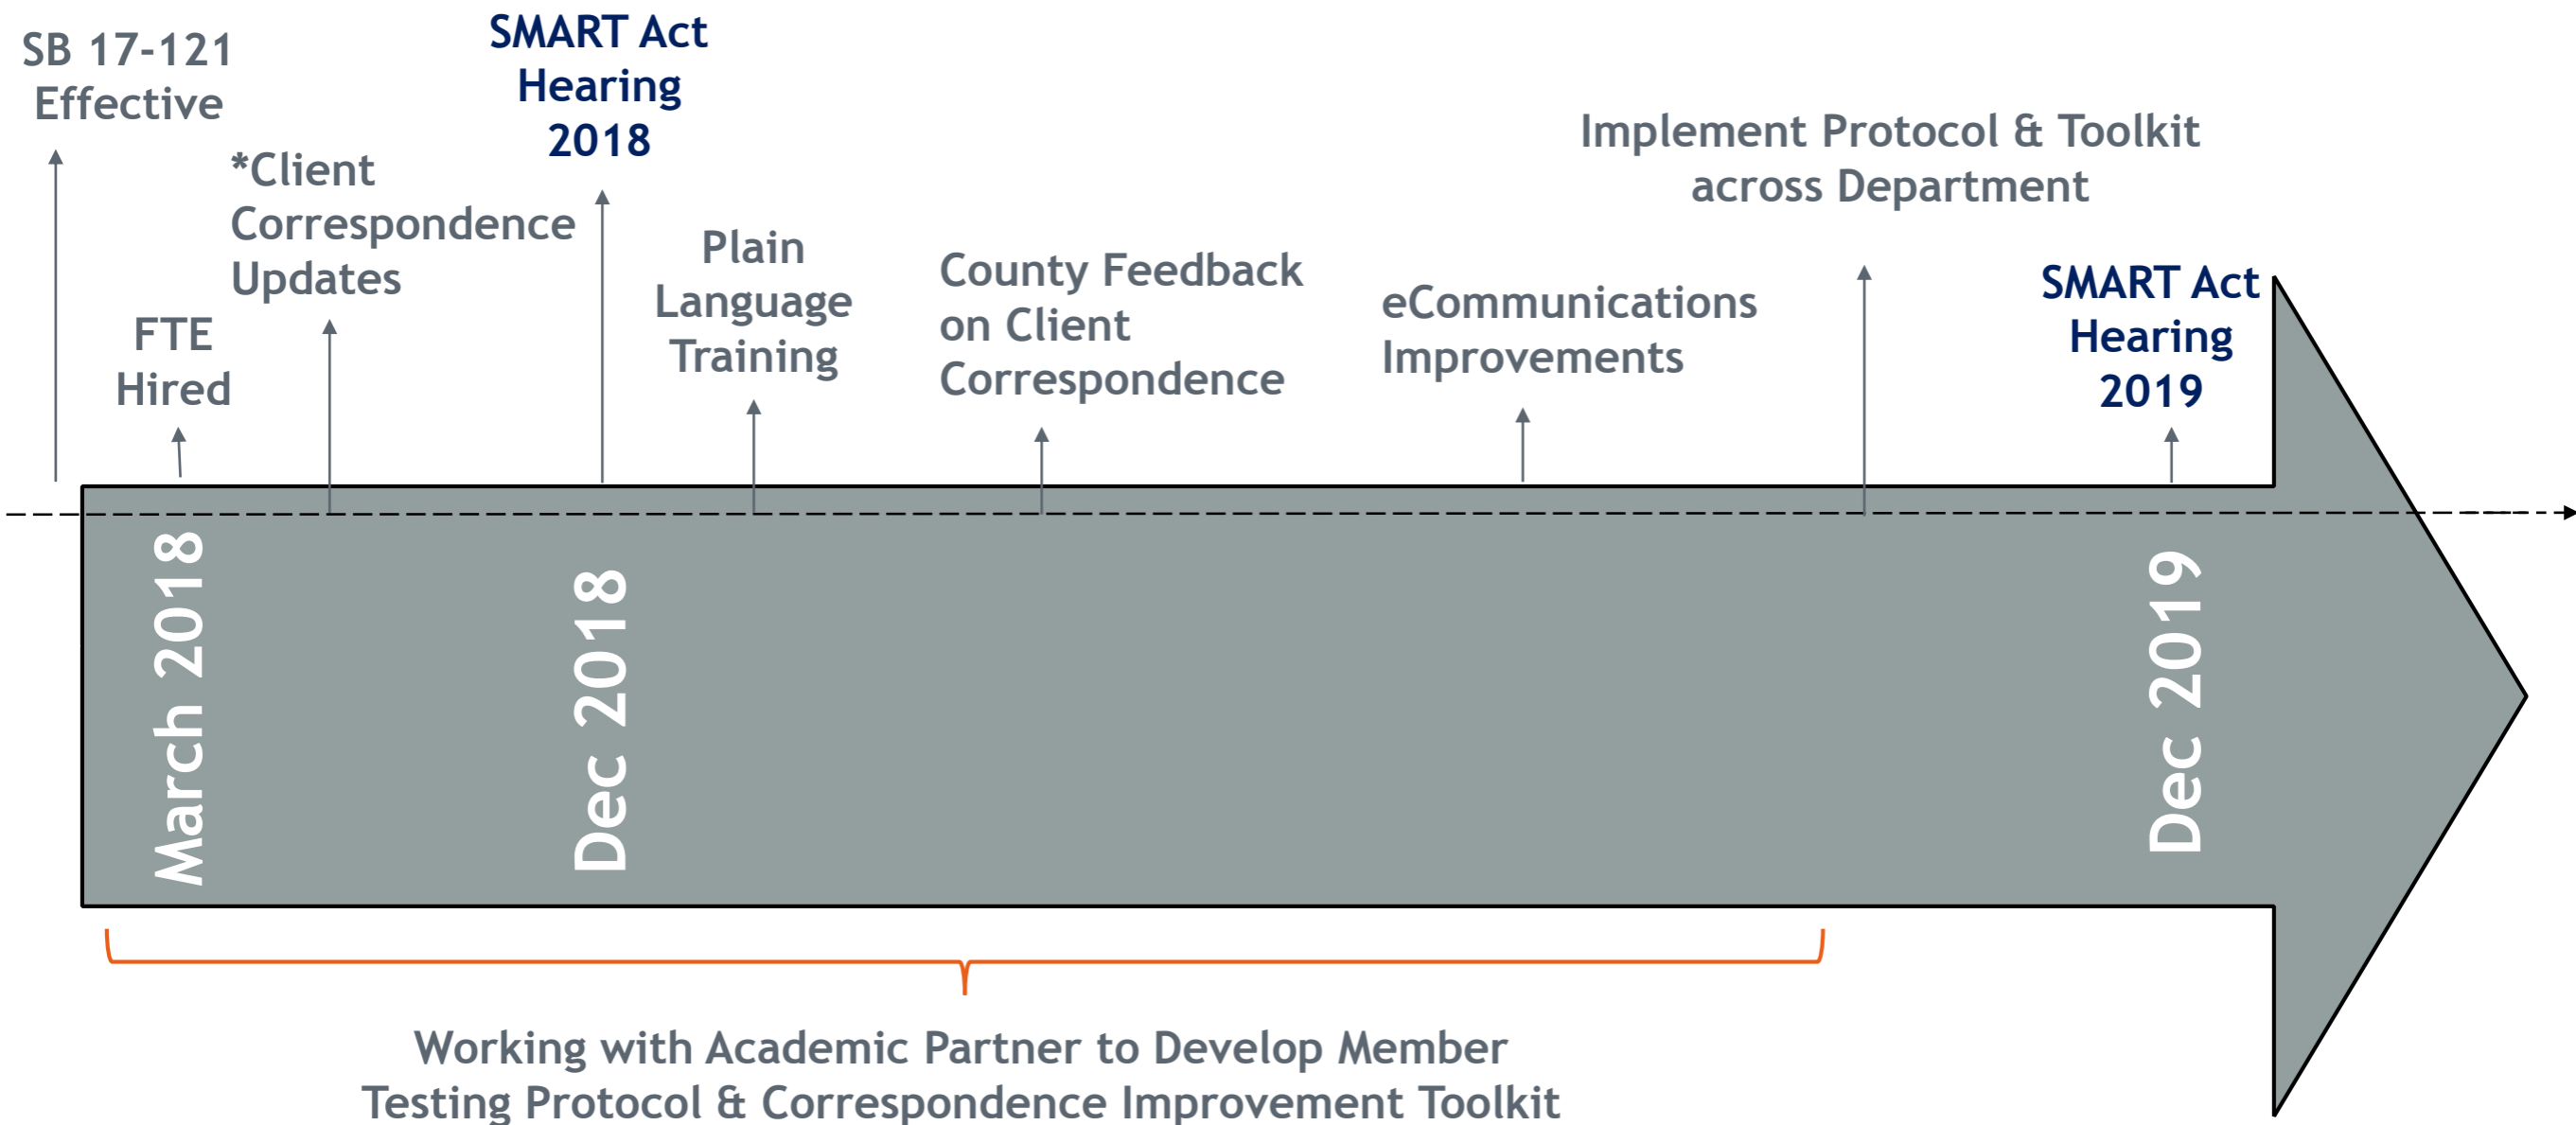 SB 17-121
Effective
FTE
Hired
*Client
Correspondence
Updates
SMART Act
Hearing
2018
Plain
Language
Training
County Feedback
on Client
Correspondence
eCommunications
Improvements
Implement Protocol & Toolkit
across Department
SMART Act
Hearing
2019
March 2018
Dec 2018
Dec 2019
Working with Academic Partner to Develop Member
Testing Protocol & Correspondence Improvement Toolkit